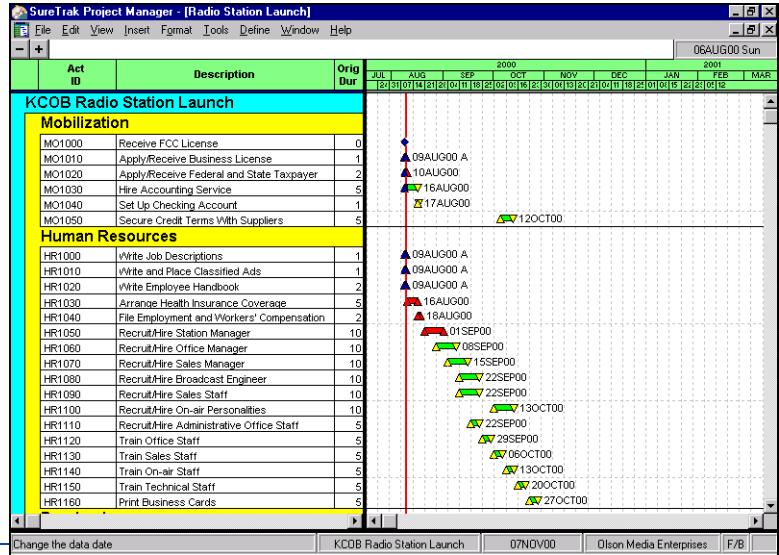 SureTrak Project Manager - [Radio Station Launch]
File Edit View Insert Format Tools Define Window Help
- + 06AUG00 Sun
Act ID Description Orig Dur
2000 2001
JUL AUG SEP OCT NOV DEC JAN FEB MAR
KCOB Radio Station Launch
Mobilization
MO1000 Receive FCC License 0
MO1010 Apply/Receive Business License 1 09AUG00 A
MO1020 Apply/Receive Federal and State Taxpayer 2 10AUG00
MO1030 Hire Accounting Service 5 16AUG00
MO1040 Set Up Checking Account 1 17AUG00
MO1050 Secure Credit Terms With Suppliers 5 12OCT00
Human Resources
HR1000 Write Job Descriptions 1 09AUG00 A
HR1010 Write and Place Classified Ads 1 09AUG00 A
HR1020 Write Employee Handbook 2 09AUG00 A
HR1030 Arrange Health Insurance Coverage 5 16AUG00
HR1040 File Employment and Workers' Compensation 2 18AUG00
HR1050 Recruit/Hire Station Manager 10 01SEP00
HR1060 Recruit/Hire Office Manager 10 08SEP00
HR1070 Recruit/Hire Sales Manager 10 15SEP00
HR1080 Recruit/Hire Broadcast Engineer 10 22SEP00
HR1090 Recruit/Hire Sales Staff 10 22SEP00
HR1100 Recruit/Hire On-air Personalities 10 13OCT00
HR1110 Recruit/Hire Administrative Office Staff 5 22SEP00
HR1120 Train Office Staff 5 29SEP00
HR1130 Train Sales Staff 5 06OCT00
HR1140 Train On-air Staff 5 13OCT00
HR1150 Train Technical Staff 5 20OCT00
HR1160 Print Business Cards 5 27OCT00
Change the data date KCOB Radio Station Launch 07NOV00 Olson Media Enterprises F/B